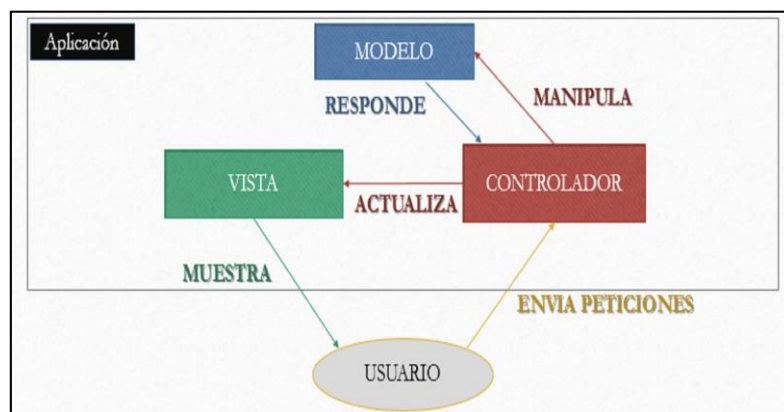 Aplicación
MODELO
RESPONDE
MANIPULA
VISTA
ACTUALIZA
CONTROLADOR
MUESTRA
ENVIA PETICIONES
USUARIO